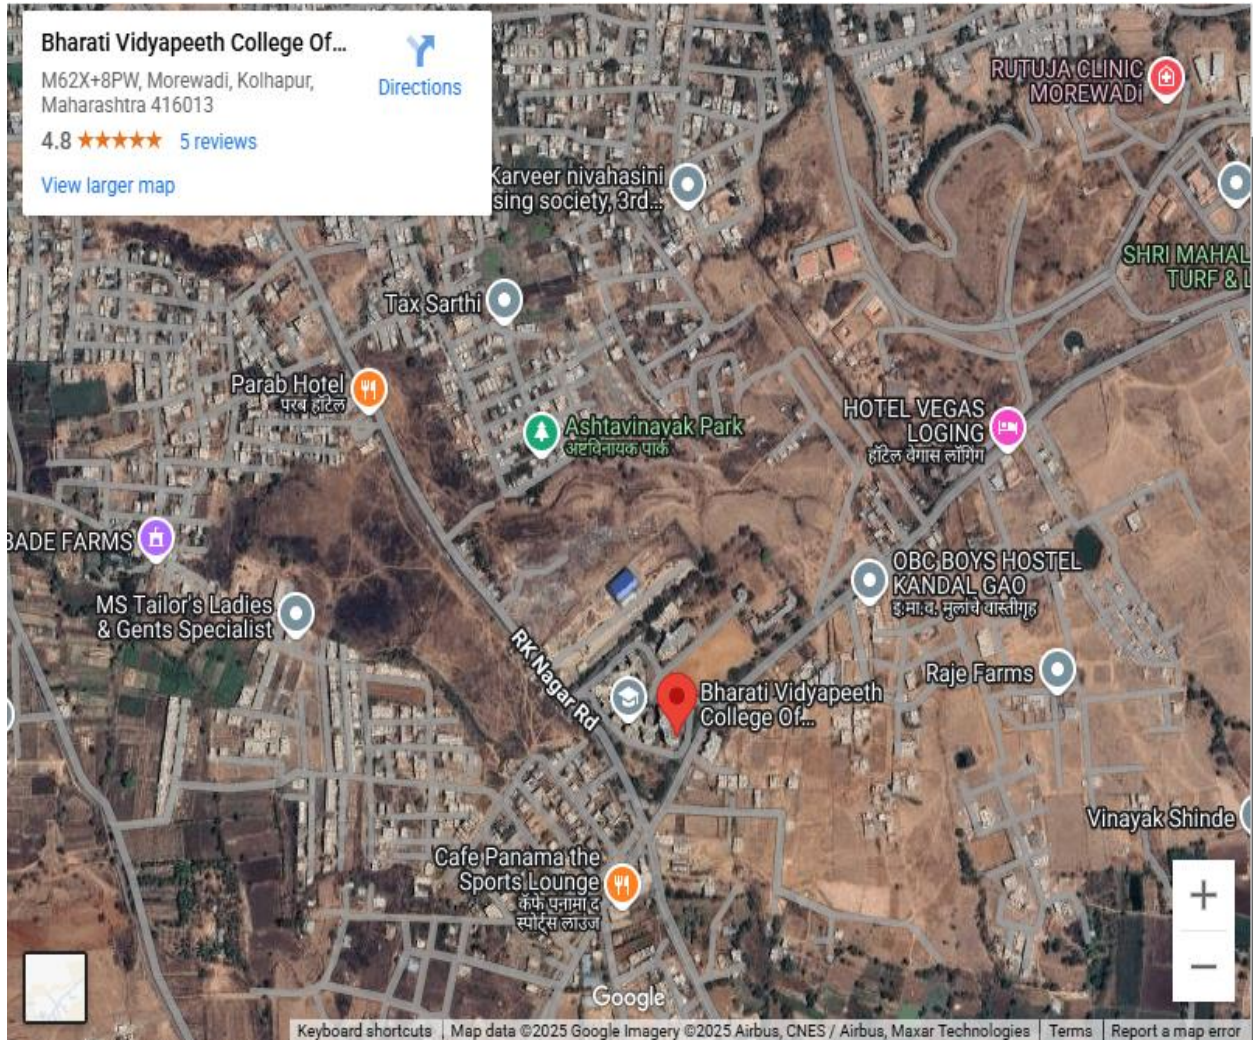 Bharati Vidyapeeth College Of...
M62X+8PW, Morewadi, Kolhapur,
Maharashtra 416013
4.8
5 reviews
View larger map
Directions
RUTUJA CLINIC
MOREWADi
Karveer nivahasini
sing society, 3rd...
SHRI MAHAL
TURF & L
Tax Sarthi
Parab Hotel
परब हॉटेल
Ashtavinayak Park
अष्टविनायक पार्क
HOTEL VEGAS
LOGING
हॉटेल वेगास लॉगिंग
BADE FARMS
OBC BOYS HOSTEL
KANDAL GAO
इ.मा.व. मुलांचे वास्तीगृह
MS Tailor's Ladies
& Gents Specialist
RK Nagar Rd
Raje Farms
Bharati Vidyapeeth
College Of...
Vinayak Shinde
Cafe Panama the
Sports Lounge
कॅफे पनामा द
स्पोर्ट्स लाउंज
+
−
Google
Keyboard shortcuts
Map data ©2025 Google Imagery ©2025 Airbus, CNES / Airbus, Maxar Technologies
Terms
Report a map error